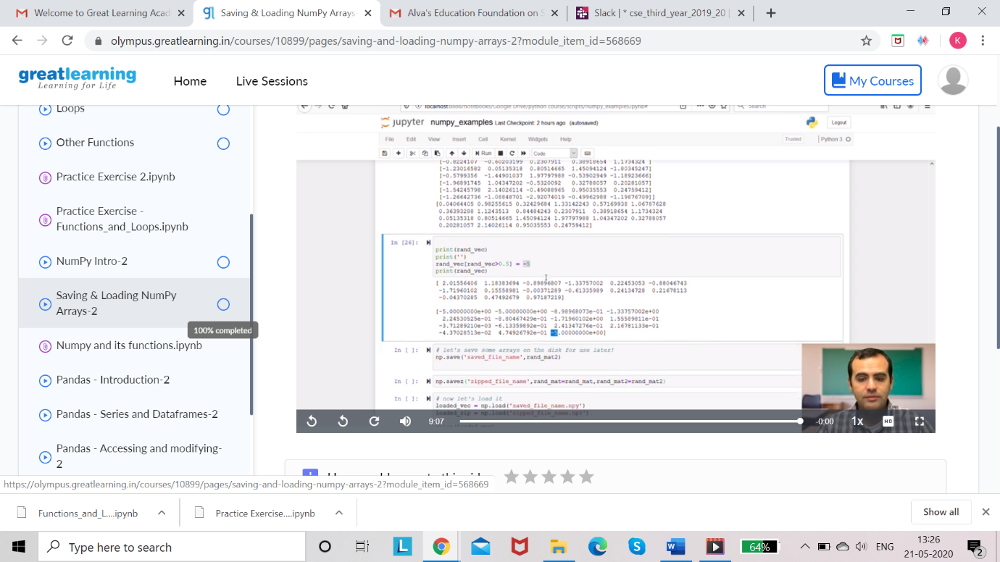 Welcome to Great Learning Acad
Saving & Loading NumPy Arrays
Alva's Education Foundation on
Slack | * cse_third_year_2019_20
olympus.greatlearning.in/courses/10899/pages/saving-and-loading-numpy-arrays-2?module_item_id=568669
K
greatlearning
Learning for Life
Home
Live Sessions
My Courses
Loops
Other Functions
Practice Exercise 2.ipynb
Practice Exercise -
Functions_and_Loops.ipynb
NumPy Intro-2
Saving & Loading NumPy
Arrays-2
100% completed
Numpy and its functions.ipynb
Pandas - Introduction-2
Pandas - Series and Dataframes-2
Pandas - Accessing and modifying-
2
localhost:8888/notebooks/Google Drive/python course/scripts/numpy_examples.ipynb#
Search
jupyter numpy_examples Last Checkpoint: 2 hours ago (autosaved)
Logout
File Edit View Insert Cell Kernel Widgets Help
Trusted
Python 3
Run
Code
[-0.8224107 -0.60203199 0.2307911 0.38918654 1.1734324 ]
[-1.23016582 0.05135318 0.80514665 1.45094124 -1.80345247]
[-0.5799356 -1.44901037 1.97797988 -0.53902949 -1.18923666]
[-1.96891745 1.04347202 -0.5320092 0.32788057 0.20281057]
[-1.54245798 2.14026114 -0.49088965 0.95035553 0.24759412]
[-1.26642736 -1.08848701 -2.92074019 -0.49962988 -1.19876709]]
[0.04064405 0.98255615 0.32429684 1.33142243 0.57169938 1.06787628
0.36393288 1.1243513 0.84484243 0.2307911 0.38918654 1.1734324
0.05135318 0.80514665 1.45094124 1.97797988 1.04347202 0.32788057
0.20281057 2.14026114 0.95035553 0.24759412]
In [26]:
print(rand_vec)
print('')
rand_vec[rand_vec>0.5] = -5
print(rand_vec)
[ 2.01556406 1.18383694 -0.89896807 -1.33757002 0.22453053 -0.88046743
-1.71960102 0.15558981 -0.00371289 -0.61335989 0.24134728 0.21678113
-0.04370285 0.47492679 0.97187219]
[-5.00000000e+00 -5.00000000e+00 -8.98968073e-01 -1.33757002e+00
2.24530525e-01 -8.80467429e-01 -1.71960102e+00 1.55589811e-01
-3.71289210e-03 -6.13359892e-01 2.41347276e-01 2.16781133e-01
-4.37028513e-02 4.74926792e-01 -5.00000000e+00]
In [ ]:
# let's save some arrays on the disk for use later!
np.save('saved_file_name',rand_mat2)
In [ ]:
np.savez('zipped_file_name',rand_mat=rand_mat,rand_mat2=rand_mat2)
In [ ]:
# now let's load it
loaded_vec = np.load('saved_file_name.npy')
loaded_zip = np.load('zipped_file_name.npz')
9:07
-0:00
1x
HD
https://olympus.greatlearning.in/courses/10899/pages/saving-and-loading-numpy-arrays-2?module_item_id=568669
Functions_and_L....ipynb
Practice Exercise....ipynb
Show all
Type here to search
L
64%
ENG
13:26
21-05-2020
2